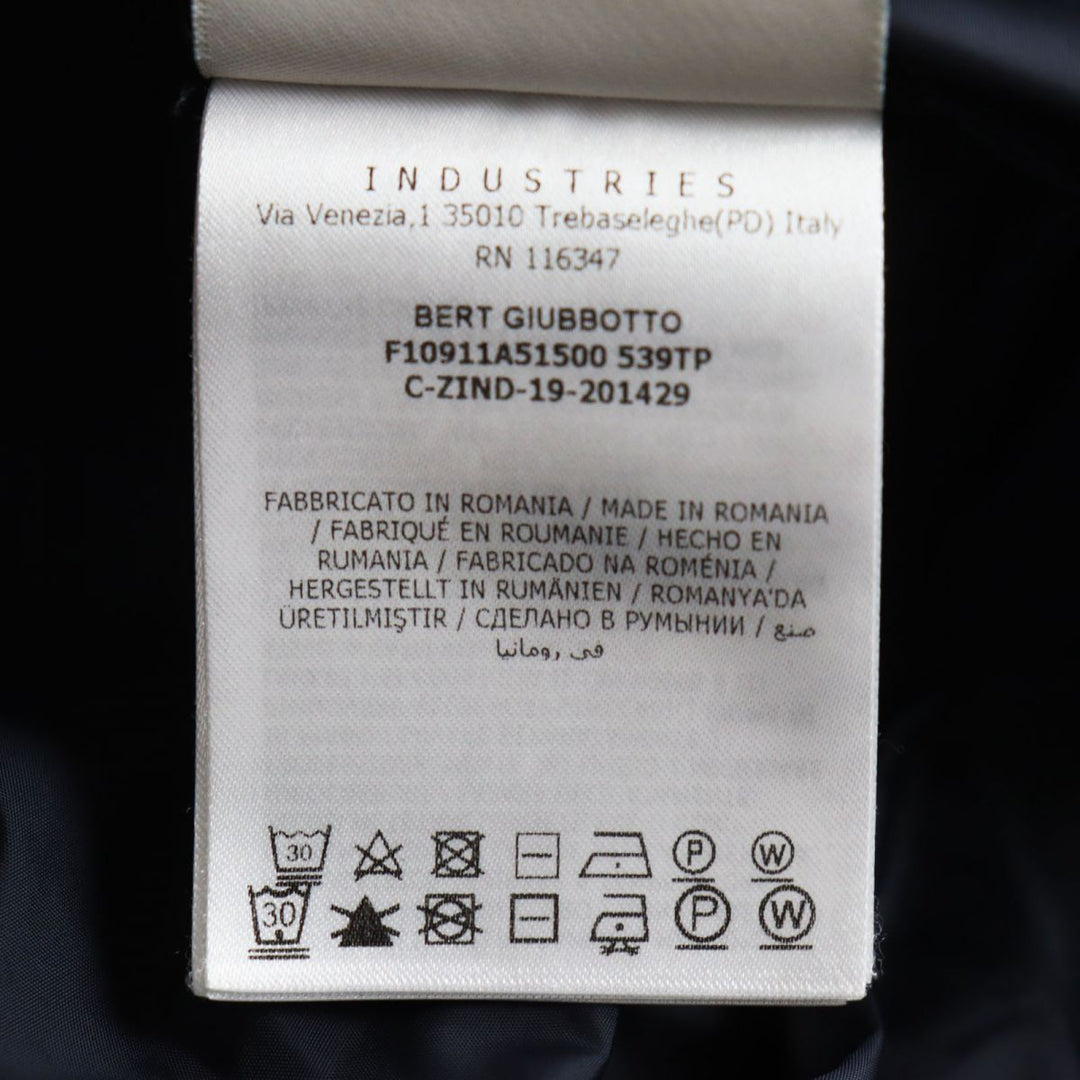 INDUSTRIES
Via Venezia,1 35010 Trebaseleghe(PD) Italy
RN 116347
BERT GIUBBOTTO
F10911A51500 539TP
C-ZIND-19-201429
FABBRICATO IN ROMANIA / MADE IN ROMANIA
/ FABRIQUÉ EN ROUMANIE / HECHO EN
RUMANIA / FABRICADO NA ROMÉNIA /
HERGESTELLT IN RUMÄNIEN / ROMANYA'DA
ÜRETILMIŞTIR / СДЕЛАНО В РУМЫНИИ / صنع
في رومانيا
30 P W
30 P W